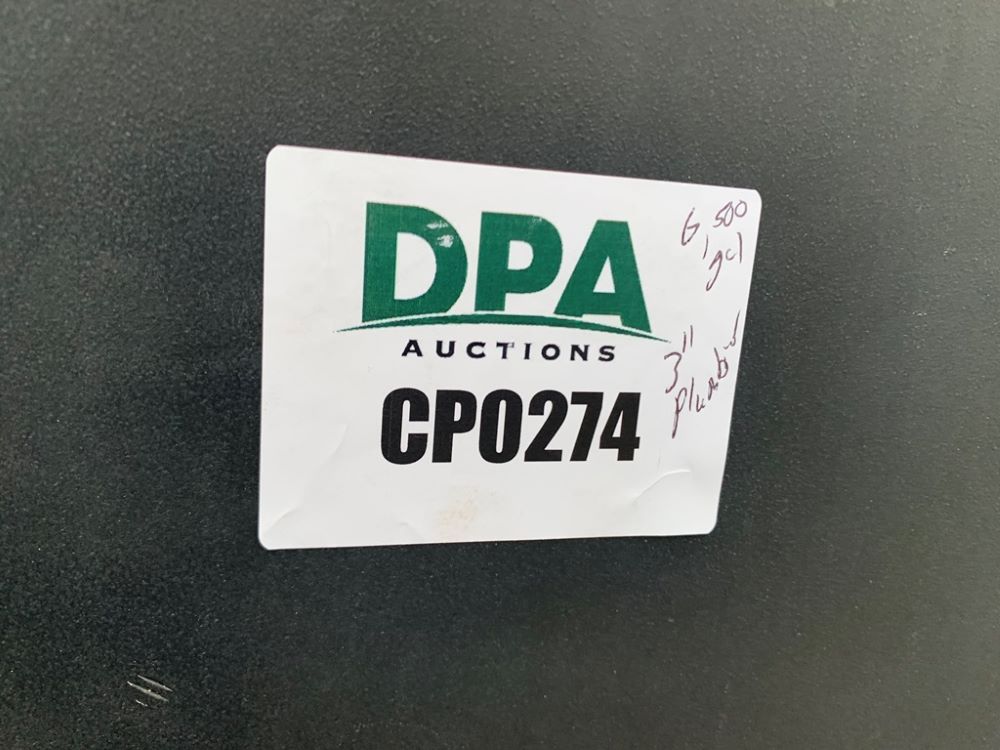 DPA
AUCTIONS
CP0274
6,500
gal
3"